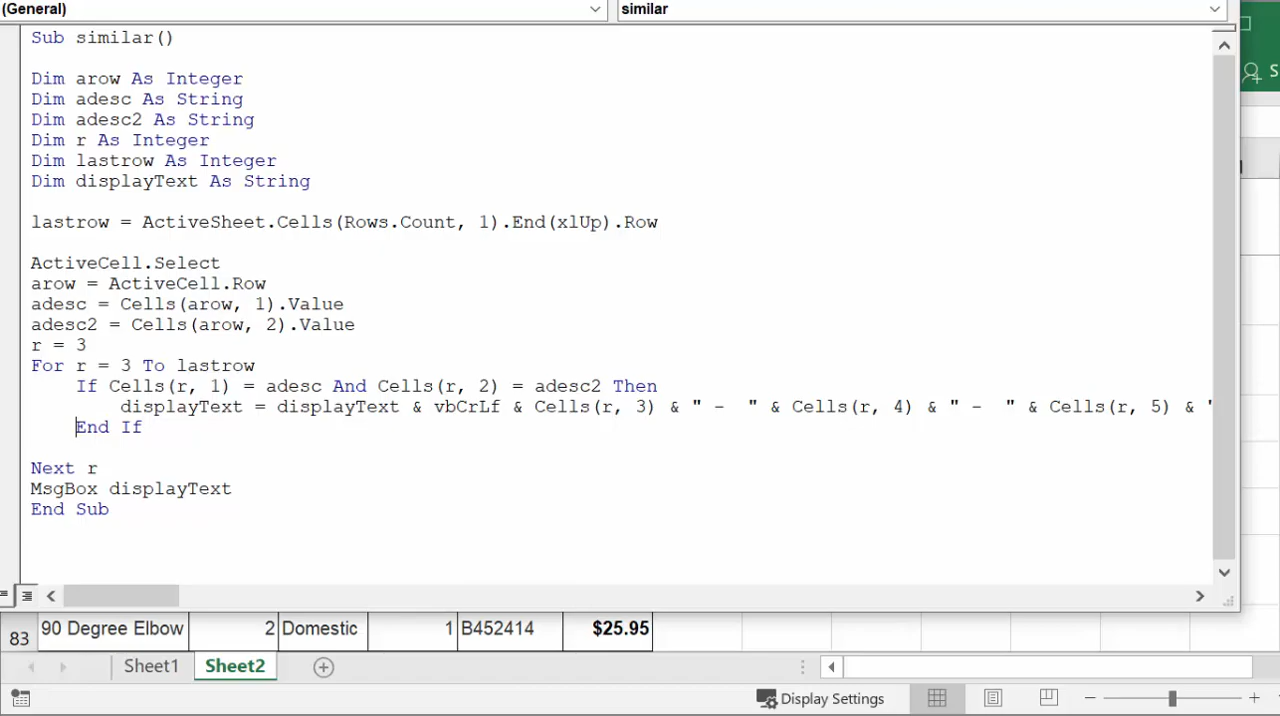 (General) similar
Sub similar()
Dim arow As Integer
Dim adesc As String
Dim adesc2 As String
Dim r As Integer
Dim lastrow As Integer
Dim displayText As String
lastrow = ActiveSheet.Cells(Rows.Count, 1).End(xlUp).Row
ActiveCell.Select
arow = ActiveCell.Row
adesc = Cells(arow, 1).Value
adesc2 = Cells(arow, 2).Value
r = 3
For r = 3 To lastrow
If Cells(r, 1) = adesc And Cells(r, 2) = adesc2 Then
displayText = displayText & vbCrLf & Cells(r, 3) & " -  " & Cells(r, 4) & " -  " & Cells(r, 5) & "
End If
Next r
MsgBox displayText
End Sub
83 90 Degree Elbow 2 Domestic 1 B452414 $25.95
Sheet1 Sheet2
Display Settings